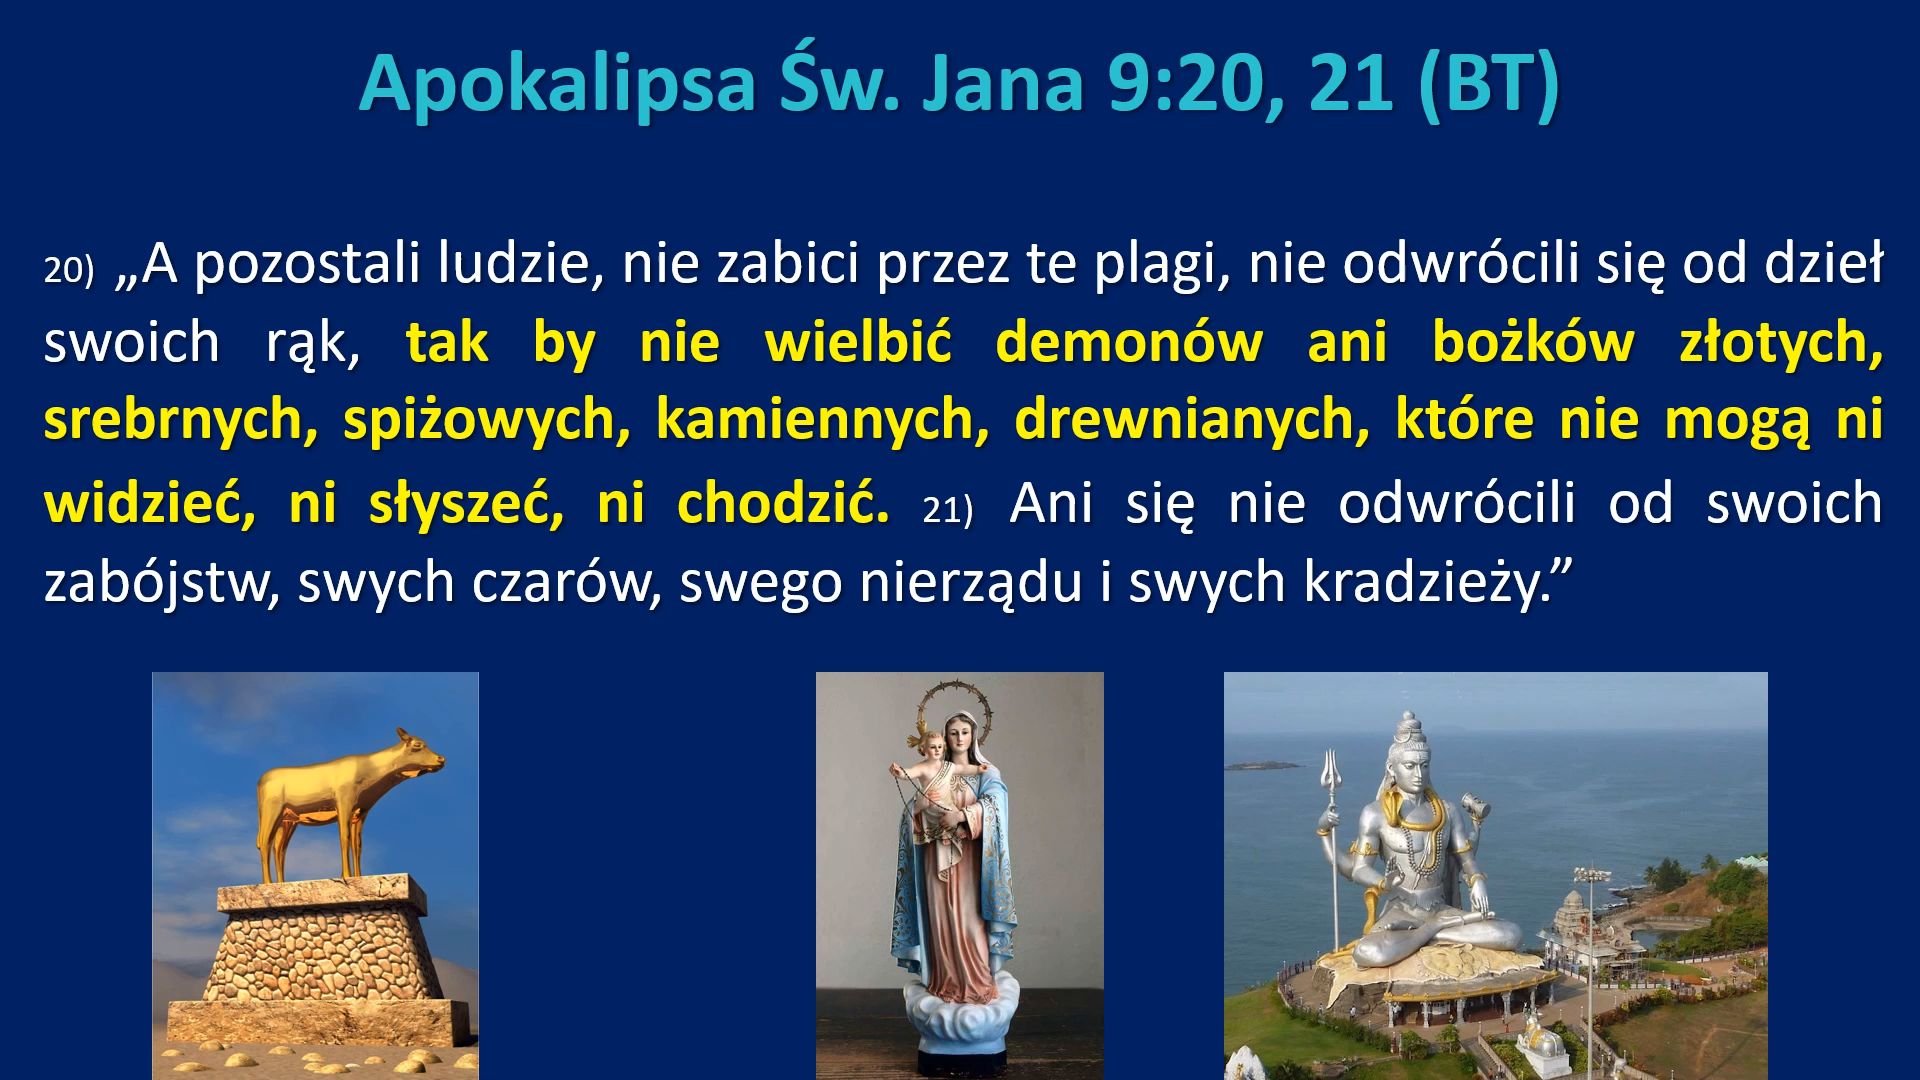 Apokalipsa Św. Jana 9:20, 21 (BT)
20) „A pozostali ludzie, nie zabici przez te plagi, nie odwrócili się od dzieł
swoich rąk, tak by nie wielbić demonów ani bożków złotych,
srebrnych, spiżowych, kamiennych, drewnianych, które nie mogą ni
widzieć, ni słyszeć, ni chodzić. 21) Ani się nie odwrócili od swoich
zabójstw, swych czarów, swego nierządu i swych kradzieży.”